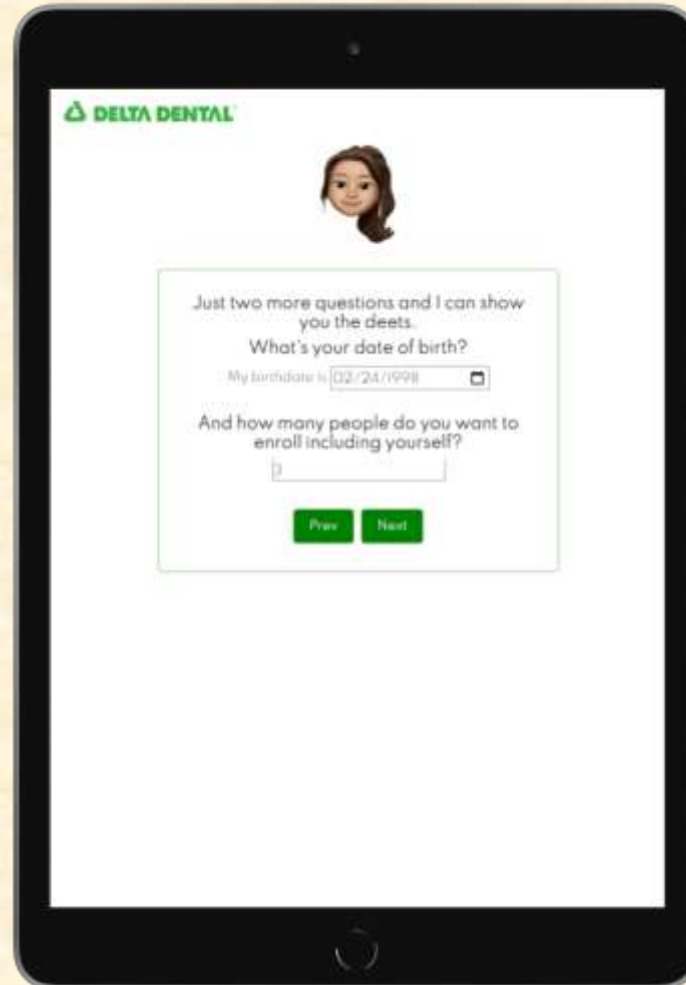 DELTA DENTAL
Just two more questions and I can show
you the deets.
What's your date of birth?
My birthdate is 02/24/1998
And how many people do you want to
enroll including yourself?
3
Prev Next